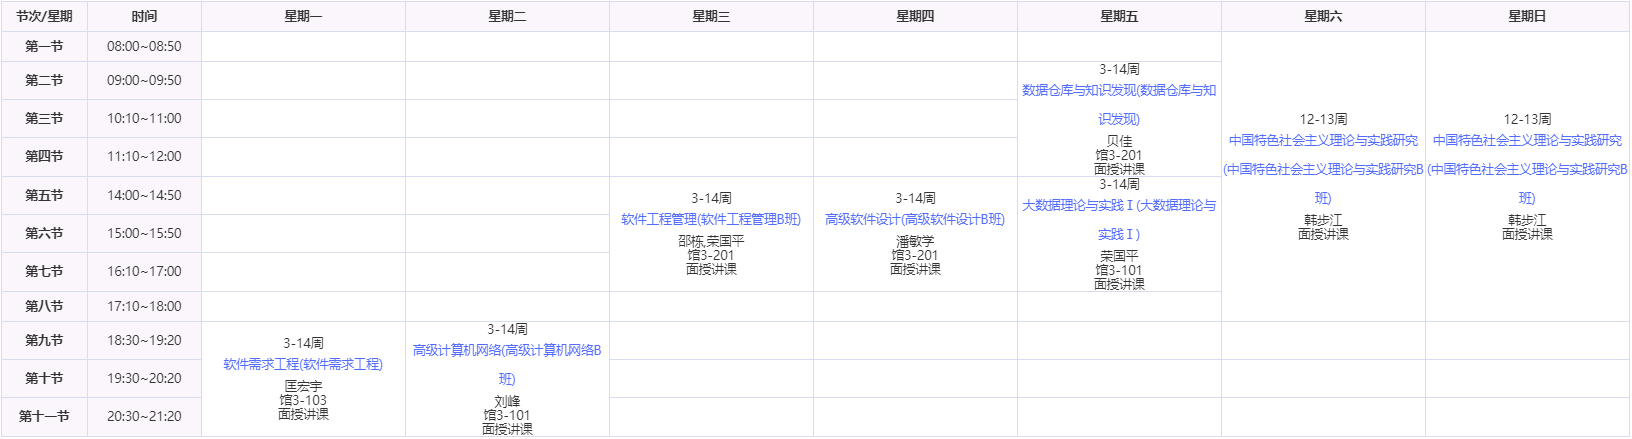 节次/星期 时间 星期一 星期二 星期三 星期四 星期五 星期六 星期日
第一节 08:00~08:50
第二节 09:00~09:50
第三节 10:10~11:00
第四节 11:10~12:00
第五节 14:00~14:50
第六节 15:00~15:50
第七节 16:10~17:00
第八节 17:10~18:00
第九节 18:30~19:20
第十节 19:30~20:20
第十一节 20:30~21:20
3-14周
软件需求工程(软件需求工程)
匡宏宇
馆3-103
面授讲课
3-14周
高级计算机网络(高级计算机网络B
班)
刘峰
馆3-101
面授讲课
3-14周
软件工程管理(软件工程管理B班)
邵栋,荣国平
馆3-201
面授讲课
3-14周
高级软件设计(高级软件设计B班)
潘敏学
馆3-201
面授讲课
3-14周
数据仓库与知识发现(数据仓库与知
识发现)
贝佳
馆3-201
面授讲课
3-14周
大数据理论与实践Ⅰ(大数据理论与
实践Ⅰ)
荣国平
馆3-101
面授讲课
12-13周
中国特色社会主义理论与实践研究
(中国特色社会主义理论与实践研究B
班)
韩步江
面授讲课
12-13周
中国特色社会主义理论与实践研究
(中国特色社会主义理论与实践研究B
班)
韩步江
面授讲课